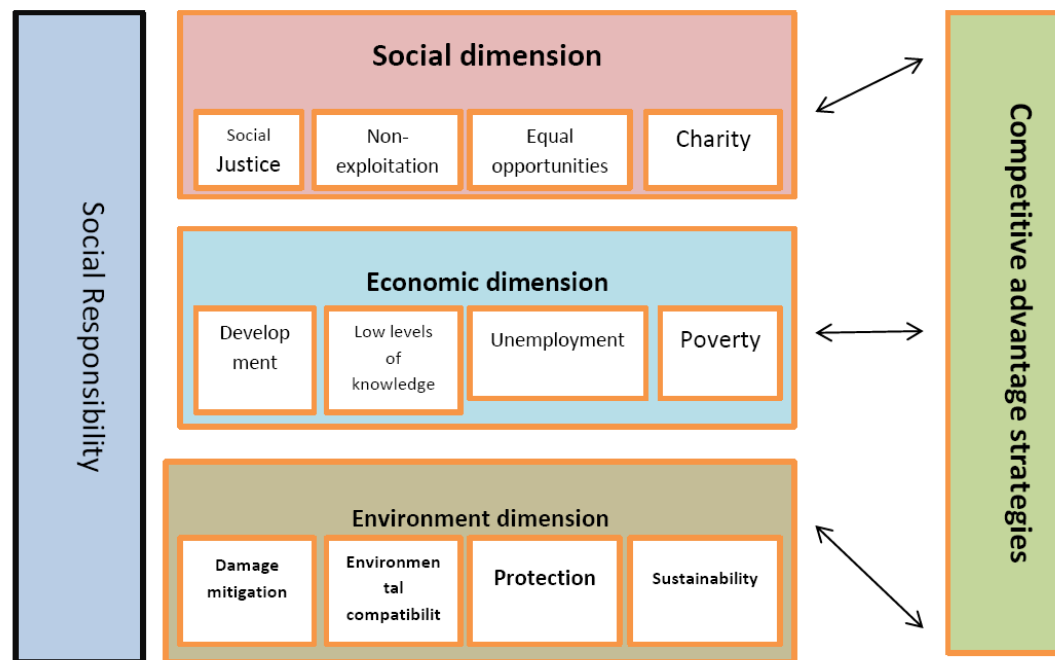 Social Responsibility
Social dimension
Social
Justice
Non-
exploitation
Equal
opportunities
Charity
Economic dimension
Develop
ment
Low levels
of
knowledge
Unemployment
Poverty
Environment dimension
Damage
mitigation
Environmen
tal
compatibilit
Protection
Sustainability
Competitive advantage strategies